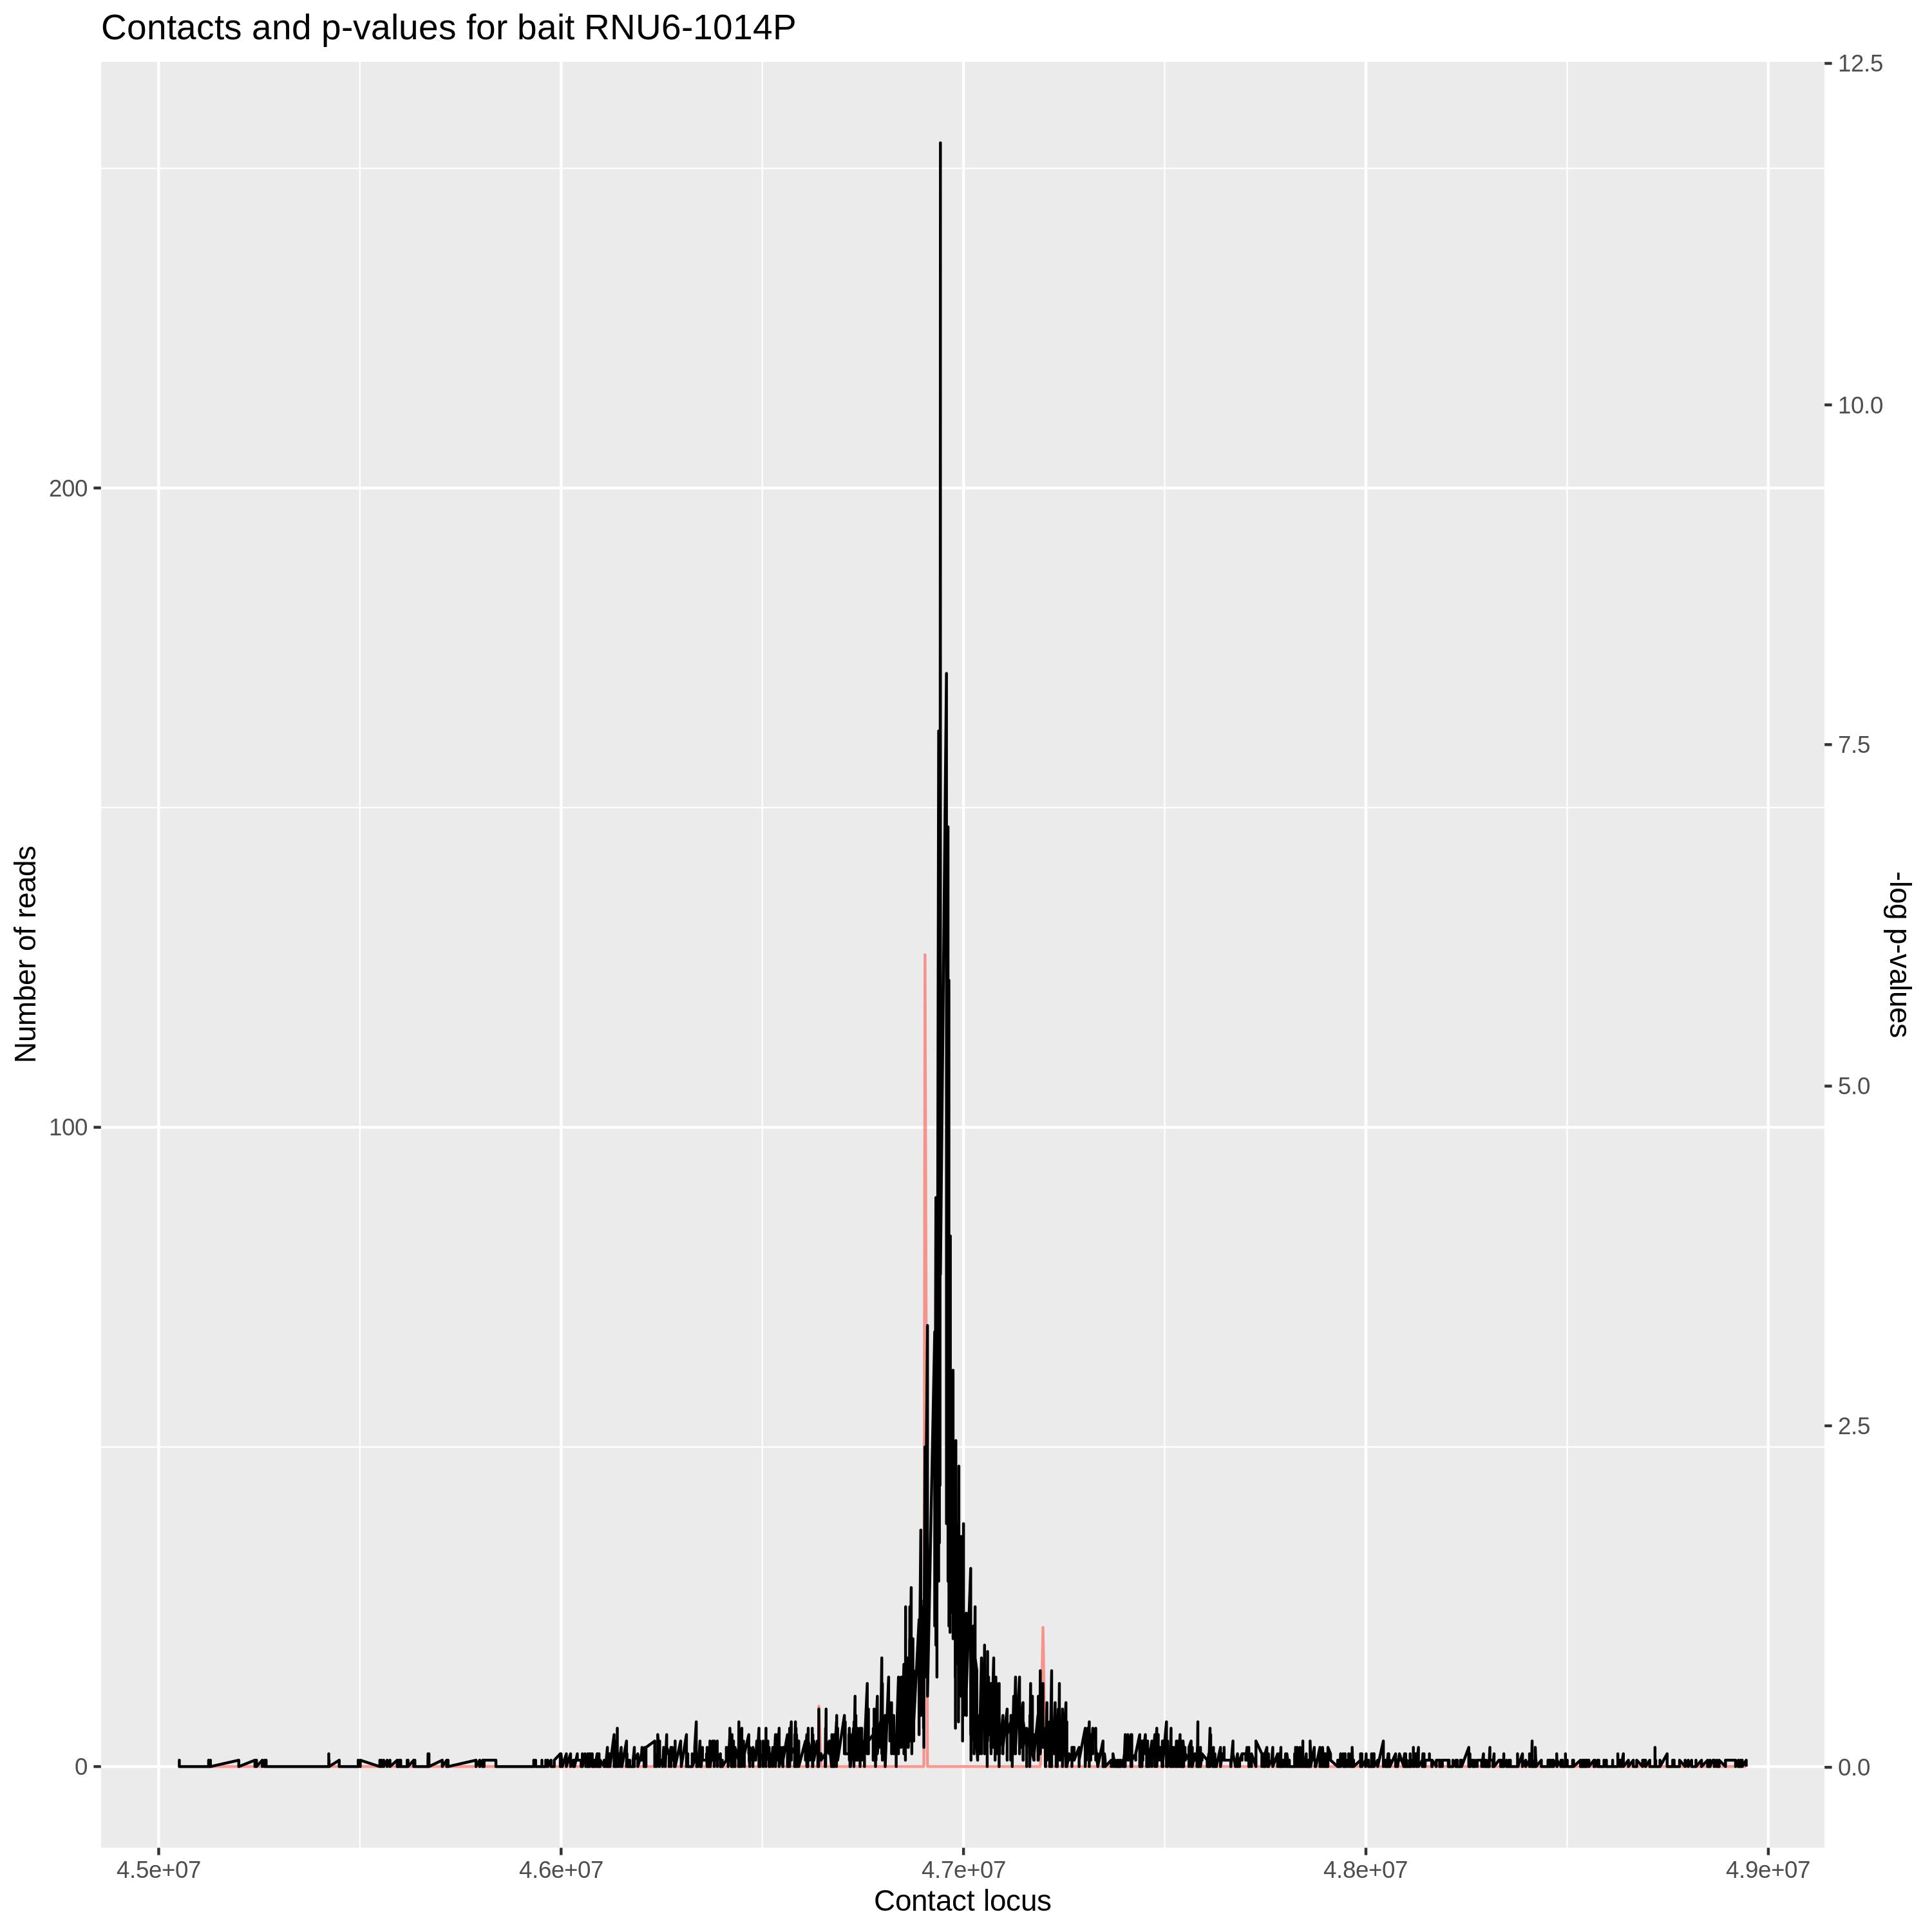 Contacts and p-values for bait RNU6-1014P
12.5
10.0
200
7.5
Number of reads
-log p-values
5.0
100
2.5
0
0.0
4.5e+07
4.6e+07
4.7e+07
4.8e+07
4.9e+07
Contact locus